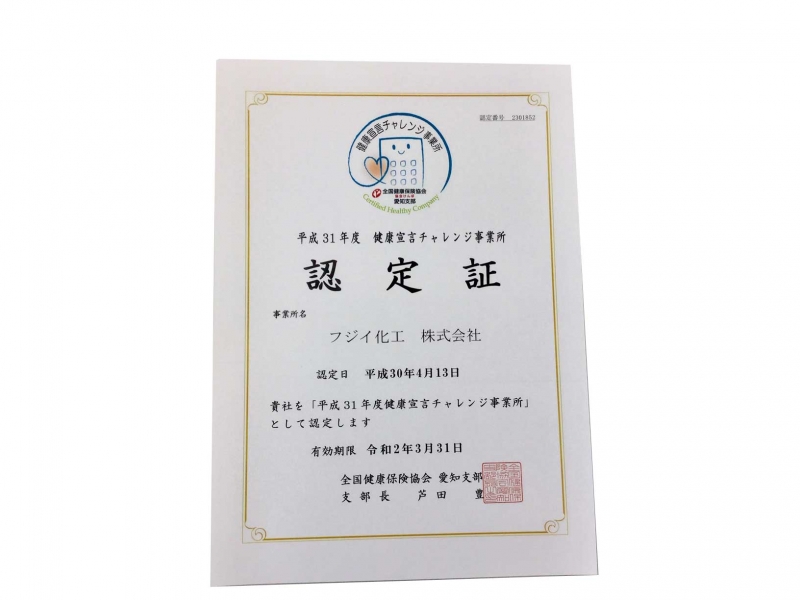 認定番号 2301852
健康宣言チャレンジ事業所
全国健康保険協会
協会けんぽ
愛知支部
Certified Healthy Company
平成31年度 健康宣言チャレンジ事業所
認定証
事業所名
フジイ化工 株式会社
認定日 平成30年4月13日
貴社を「平成31年度健康宣言チャレンジ事業所」
として認定します
有効期限 令和2年3月31日
全国健康保険協会 愛知支部
支部長 芦田 豊